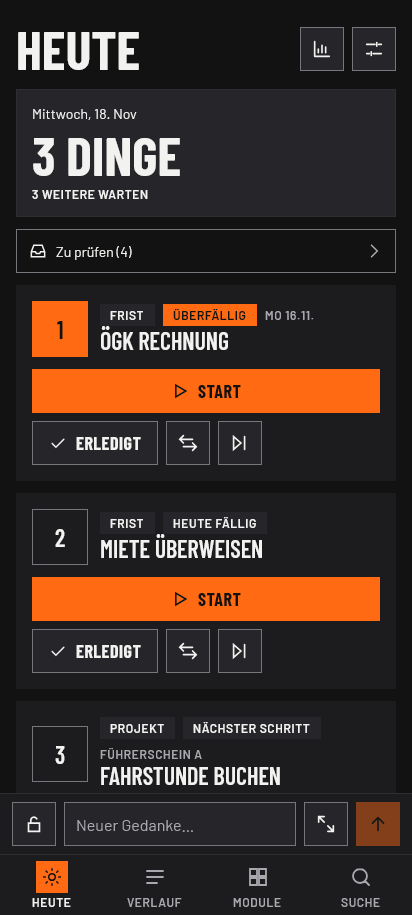 HEUTE
Mittwoch, 18. Nov
3 DINGE
3 WEITERE WARTEN
Zu prüfen (4)
1
FRIST ÜBERFÄLLIG MO 16.11.
ÖGK RECHNUNG
START
ERLEDIGT
2
FRIST HEUTE FÄLLIG
MIETE ÜBERWEISEN
START
ERLEDIGT
3
PROJEKT NÄCHSTER SCHRITT
FÜHRERSCHEIN A
FAHRSTUNDE BUCHEN
Neuer Gedanke...
HEUTE VERLAUF MODULE SUCHE